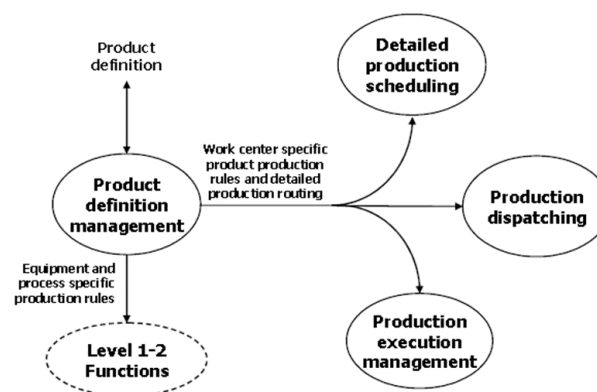 Product
definition
Detailed
production
scheduling
Work center specific
product production
rules and detailed
production routing
Product
definition
management
Production
dispatching
Equipment and
process specific
production rules
Production
execution
management
Level 1-2
Functions